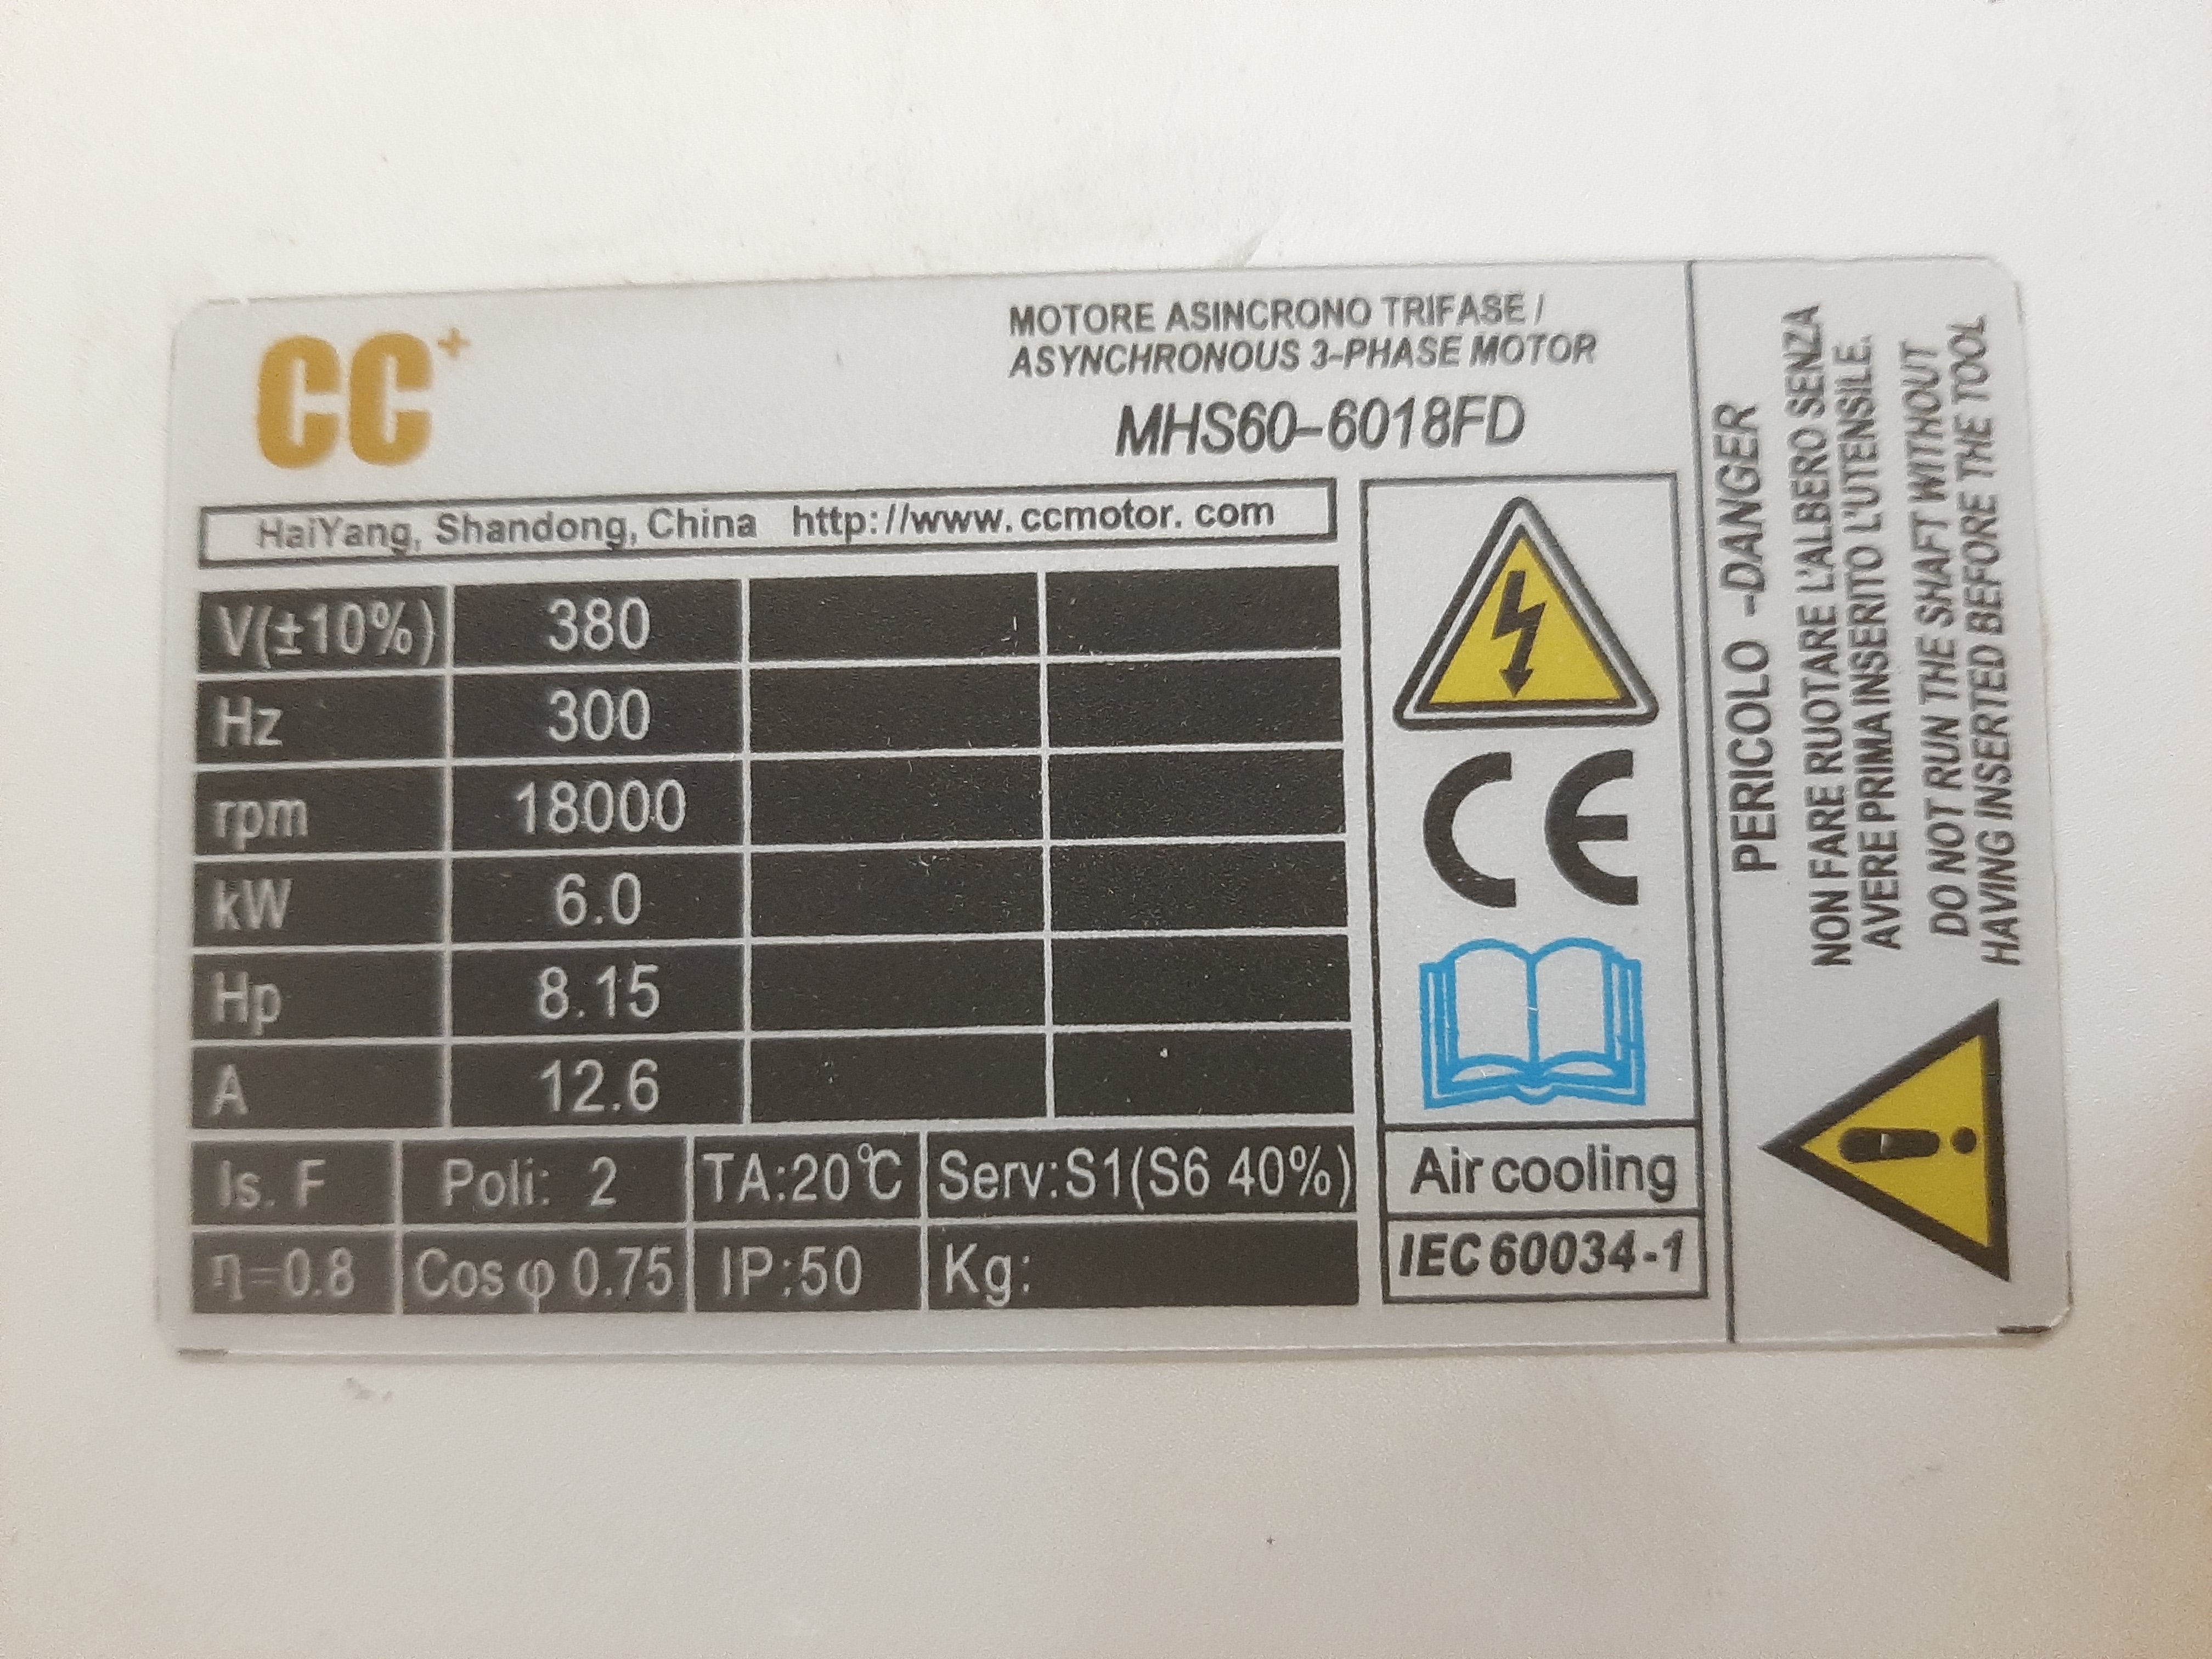 CC+
MOTORE ASINCRONO TRIFASE /
ASYNCHRONOUS 3-PHASE MOTOR
MHS60-6018FD
HaiYang, Shandong, China http://www.ccmotor.com
V(±10%) 380
Hz 300
rpm 18000
kW 6.0
Hp 8.15
A 12.6
Is. F Poli: 2 TA:20℃ Serv:S1(S6 40%)
η=0.8 Cos φ 0.75 IP:50 Kg:
CE
Air cooling
IEC 60034-1
PERICOLO -DANGER
NON FARE RUOTARE L'ALBERO SENZA
AVERE PRIMA INSERITO L'UTENSILE.
DO NOT RUN THE SHAFT WITHOUT
HAVING INSERTED BEFORE THE TOOL